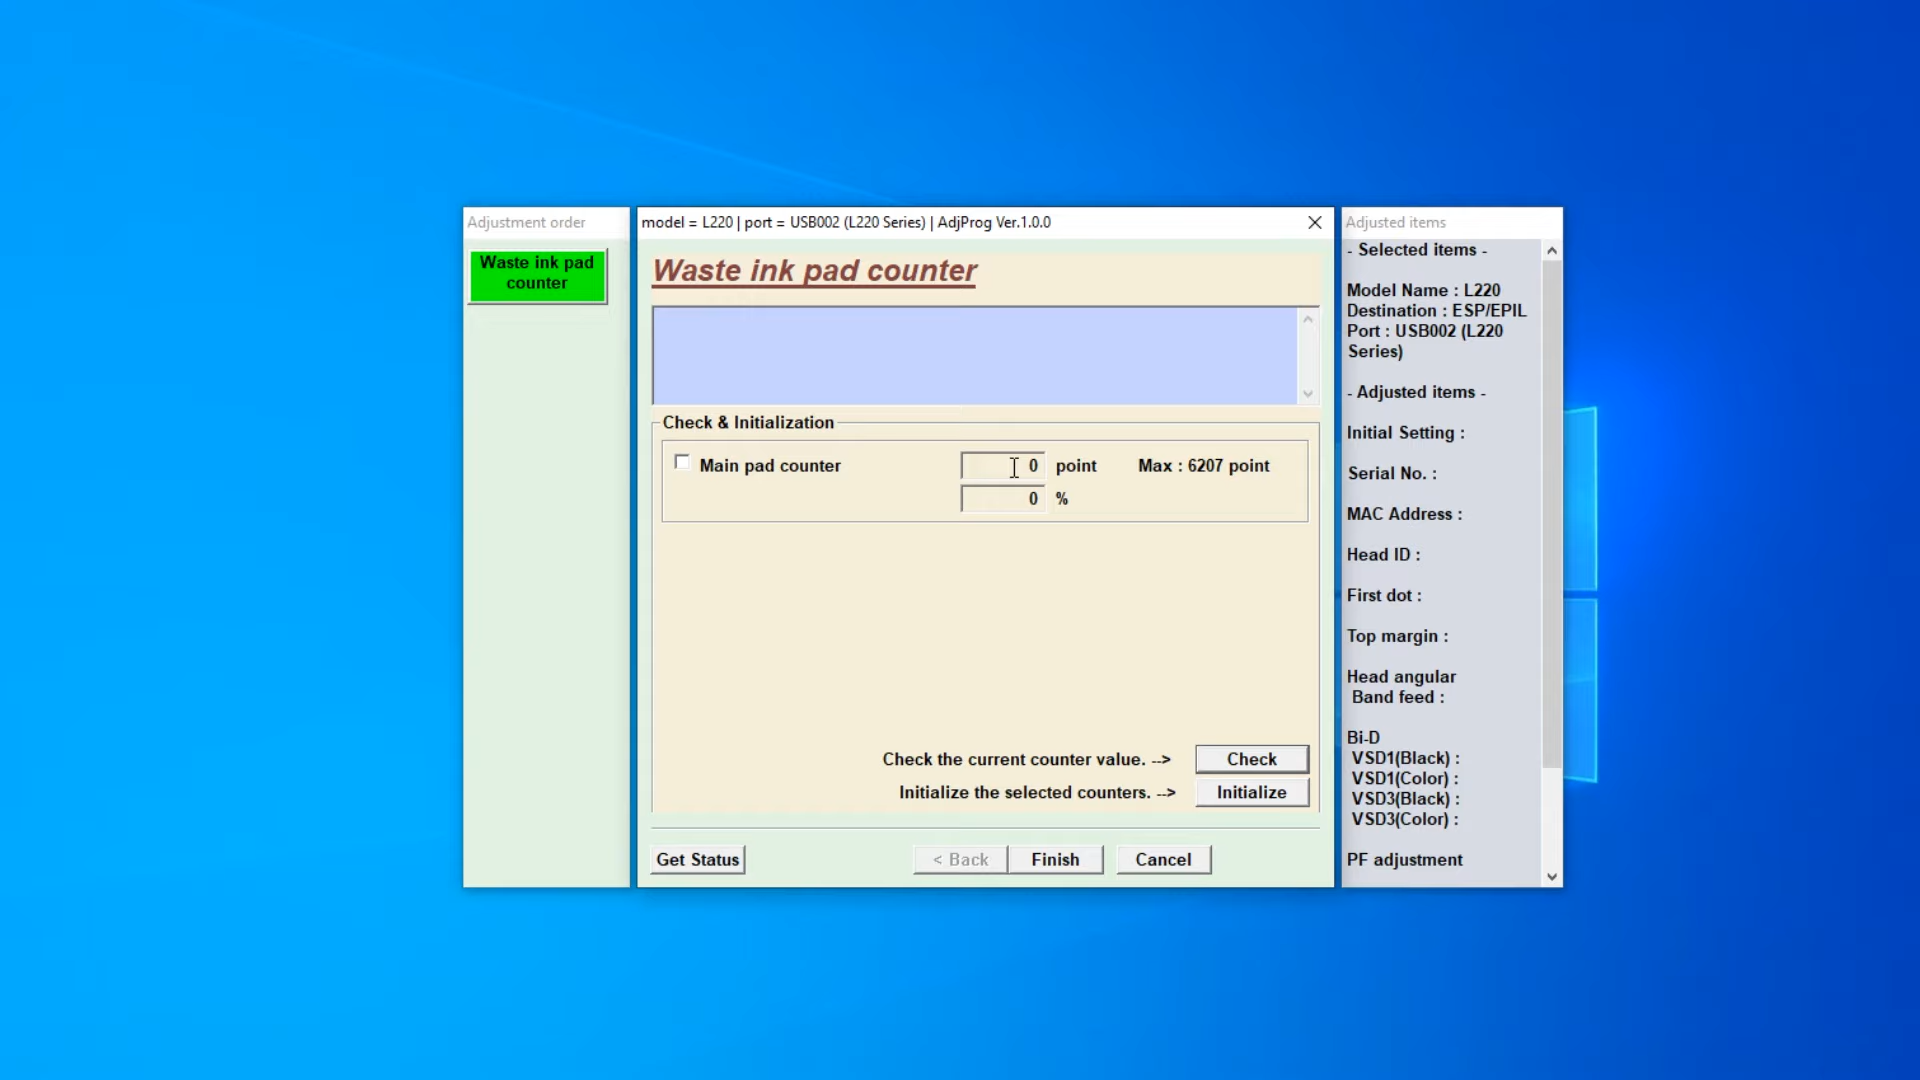 Adjustment order
Waste ink pad
counter
model = L220 | port = USB002 (L220 Series) | AdjProg Ver.1.0.0
Waste ink pad counter
Check & Initialization
Main pad counter
0 point Max : 6207 point
0 %
Check the current counter value. --> Check
Initialize the selected counters. --> Initialize
Get Status < Back Finish Cancel
Adjusted items
- Selected items -
Model Name : L220
Destination : ESP/EPIL
Port : USB002 (L220
Series)
- Adjusted items -
Initial Setting :
Serial No. :
MAC Address :
Head ID :
First dot :
Top margin :
Head angular
Band feed :
Bi-D
VSD1(Black) :
VSD1(Color) :
VSD3(Black) :
VSD3(Color) :
PF adjustment